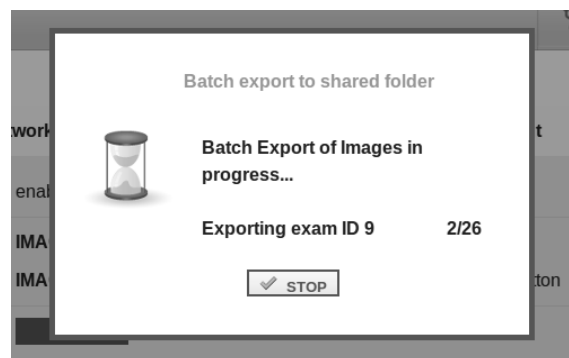 Batch export to shared folder
Batch Export of Images in
progress...
Exporting exam ID 9 2/26
STOP